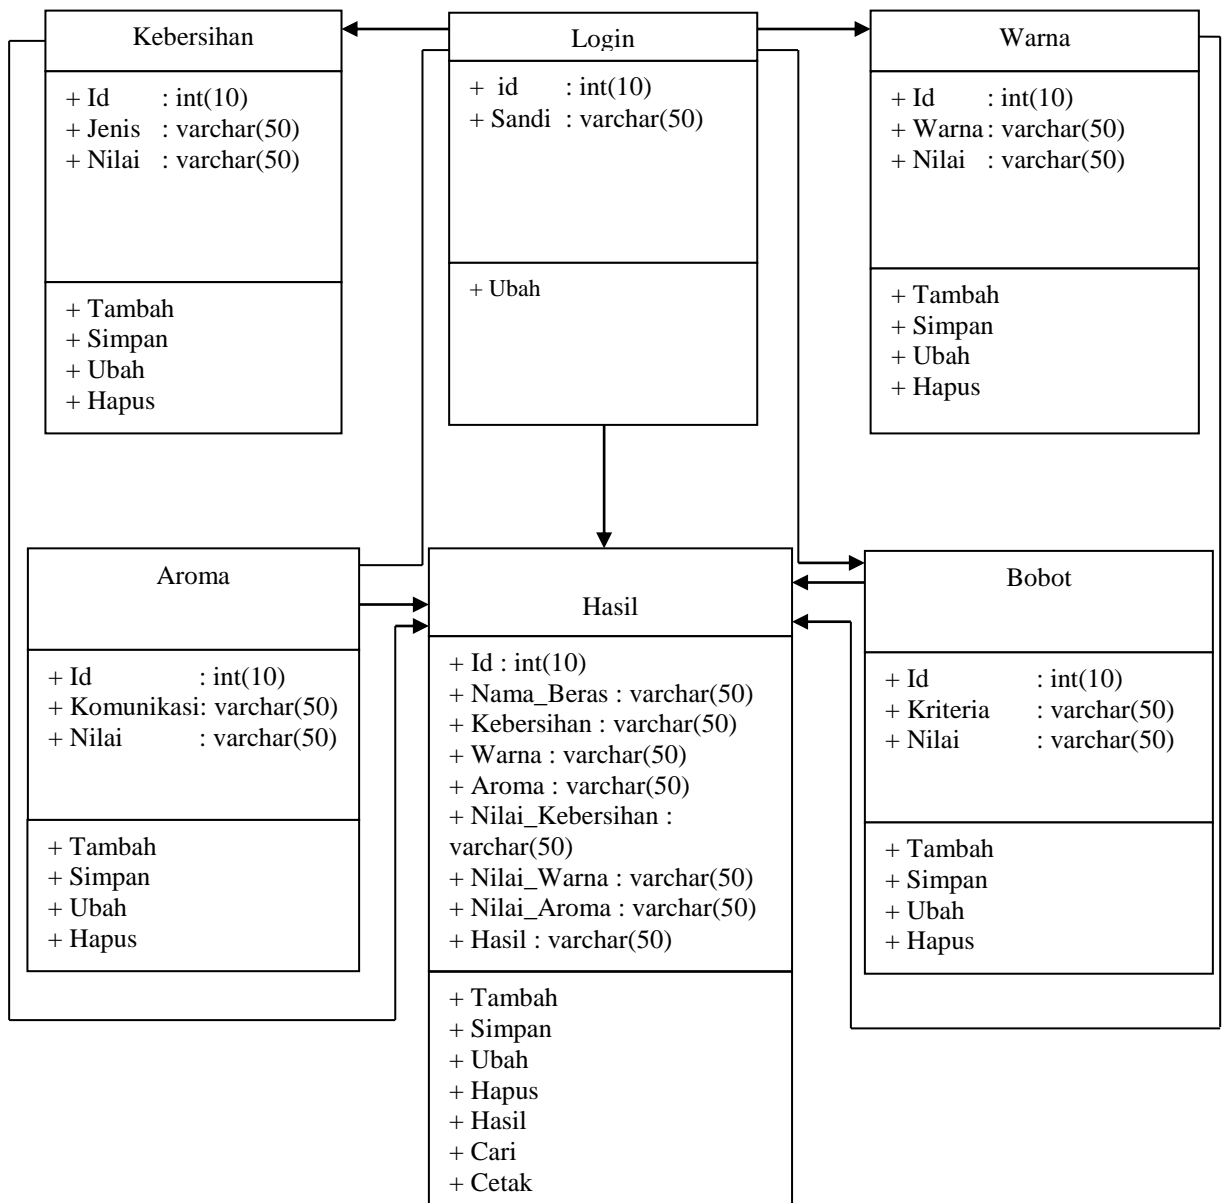 Kebersihan
+ Id : int(10)
+ Jenis : varchar(50)
+ Nilai : varchar(50)
+ Tambah
+ Simpan
+ Ubah
+ Hapus
Login
+ id : int(10)
+ Sandi : varchar(50)
+ Ubah
Warna
+ Id : int(10)
+ Warna : varchar(50)
+ Nilai : varchar(50)
+ Tambah
+ Simpan
+ Ubah
+ Hapus
Aroma
+ Id : int(10)
+ Komunikasi: varchar(50)
+ Nilai : varchar(50)
+ Tambah
+ Simpan
+ Ubah
+ Hapus
Hasil
+ Id : int(10)
+ Nama_Beras : varchar(50)
+ Kebersihan : varchar(50)
+ Warna : varchar(50)
+ Aroma : varchar(50)
+ Nilai_Kebersihan :
varchar(50)
+ Nilai_Warna : varchar(50)
+ Nilai_Aroma : varchar(50)
+ Hasil : varchar(50)
+ Tambah
+ Simpan
+ Ubah
+ Hapus
+ Hasil
+ Cari
+ Cetak
Bobot
+ Id : int(10)
+ Kriteria : varchar(50)
+ Nilai : varchar(50)
+ Tambah
+ Simpan
+ Ubah
+ Hapus